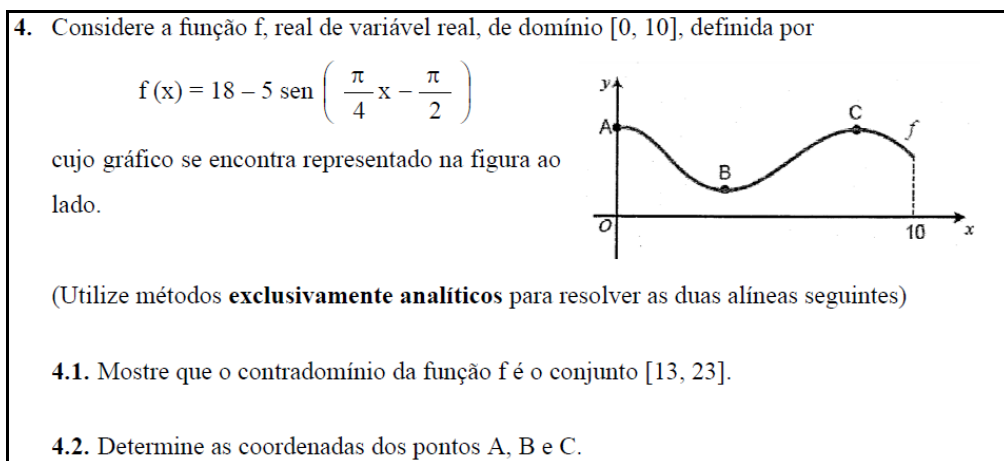 4. Considere a função f, real de variável real, de domínio [0, 10], definida por
f (x) = 18 – 5 sen ( π/4 x – π/2 )
cujo gráfico se encontra representado na figura ao
lado.
y
A
B
C
f
O
10
x
(Utilize métodos exclusivamente analíticos para resolver as duas alíneas seguintes)
4.1. Mostre que o contradomínio da função f é o conjunto [13, 23].
4.2. Determine as coordenadas dos pontos A, B e C.